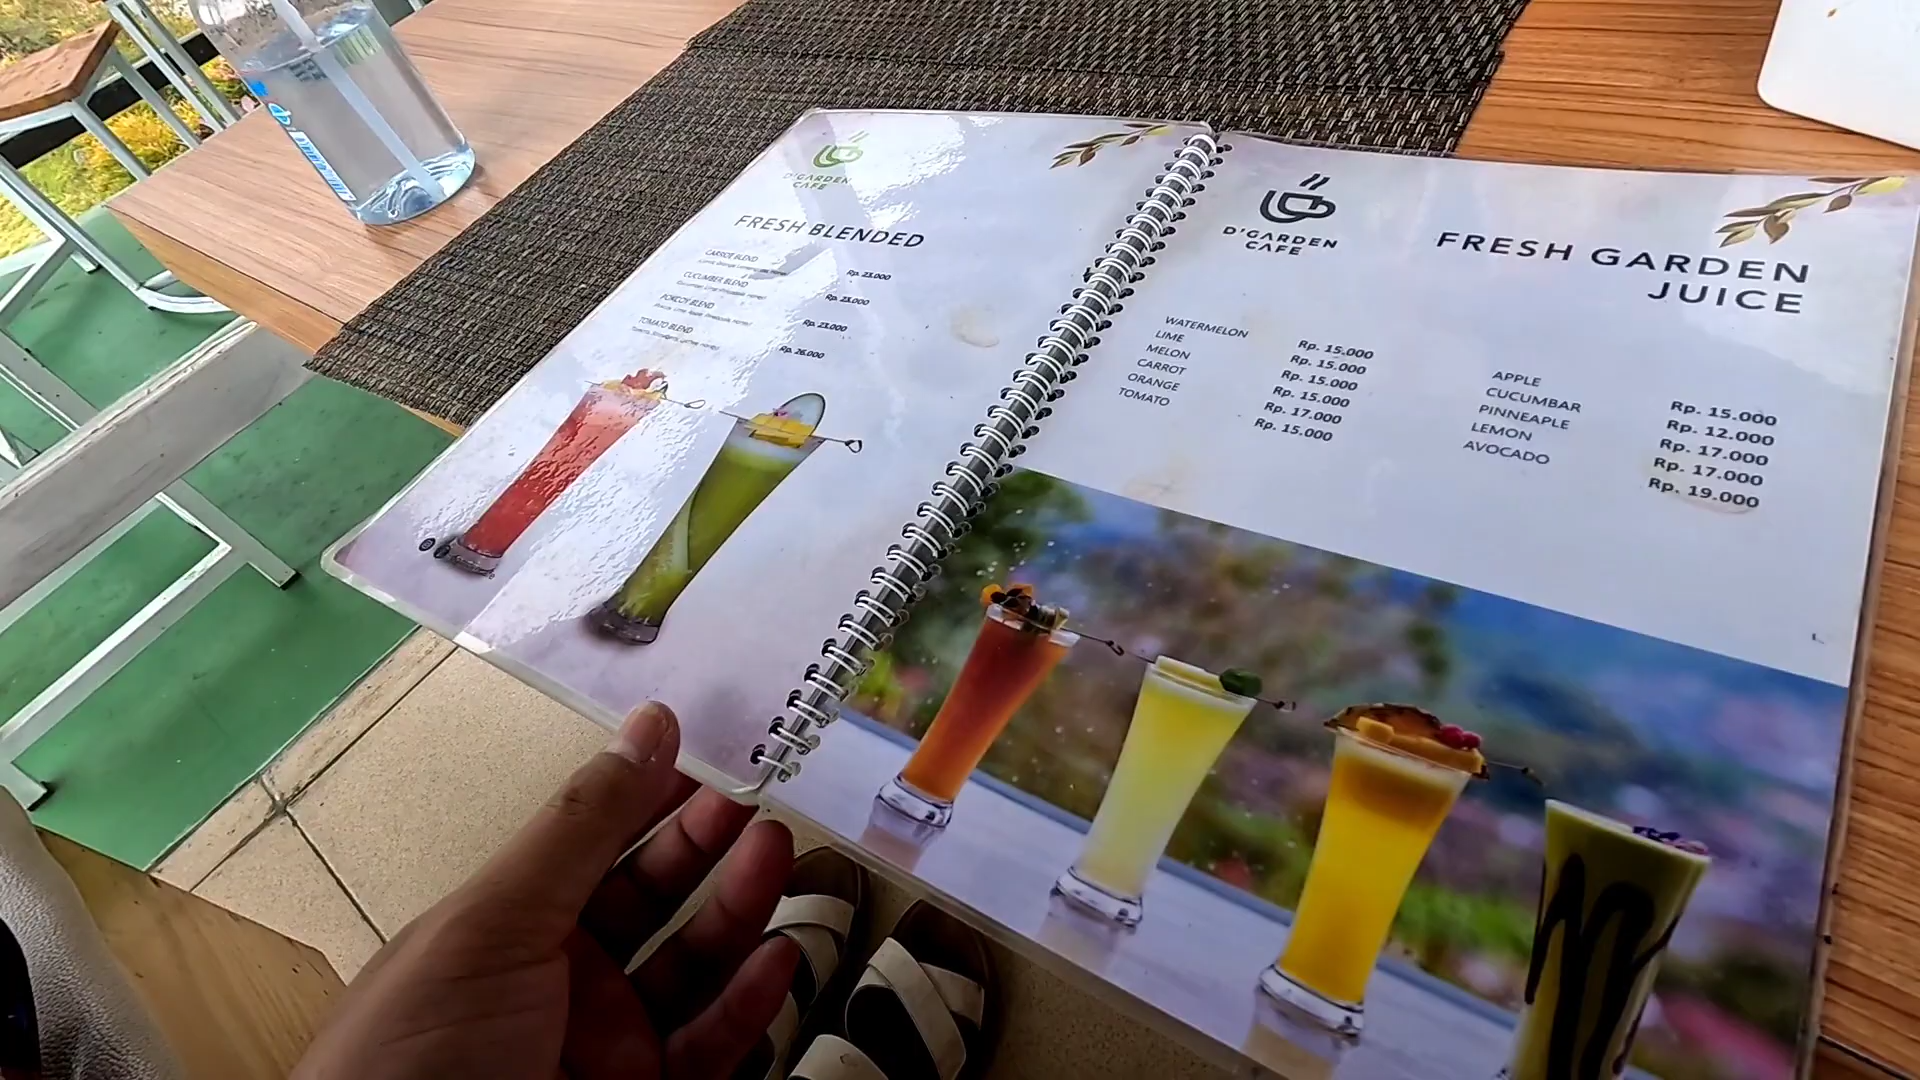 D'GARDEN
CAFE
FRESH BLENDED
CARROT BLEND Rp. 23.000
CUCUMBER BLEND Rp. 23.000
Rp. 23.000
TOMATO BLEND Rp. 26.000
D'GARDEN
CAFE
FRESH GARDEN
JUICE
WATERMELON Rp. 15.000
LIME Rp. 15.000
MELON Rp. 15.000
CARROT Rp. 15.000
ORANGE Rp. 17.000
TOMATO Rp. 15.000
APPLE Rp. 15.000
CUCUMBAR Rp. 12.000
PINNEAPLE Rp. 17.000
LEMON Rp. 17.000
AVOCADO Rp. 19.000